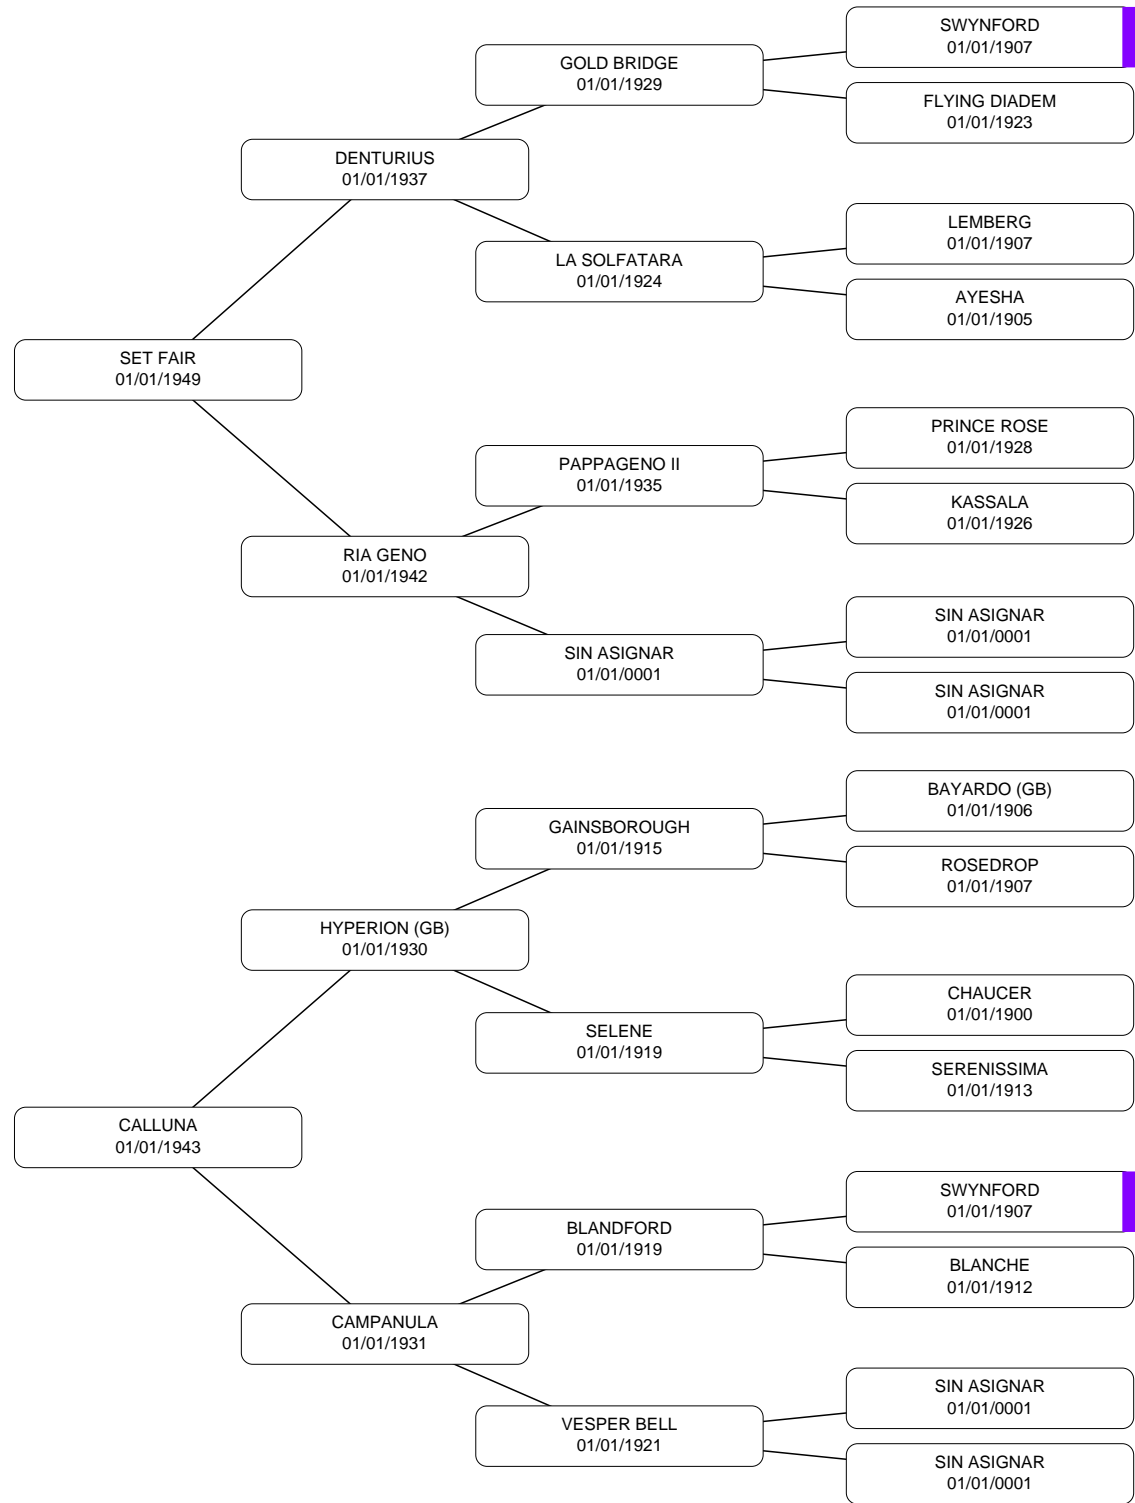 SWYNFORD
01/01/1907
GOLD BRIDGE
01/01/1929
FLYING DIADEM
01/01/1923
DENTURIUS
01/01/1937
LEMBERG
01/01/1907
LA SOLFATARA
01/01/1924
AYESHA
01/01/1905
SET FAIR
01/01/1949
PRINCE ROSE
01/01/1928
PAPPAGENO II
01/01/1935
KASSALA
01/01/1926
RIA GENO
01/01/1942
SIN ASIGNAR
01/01/0001
SIN ASIGNAR
01/01/0001
SIN ASIGNAR
01/01/0001
BAYARDO (GB)
01/01/1906
GAINSBOROUGH
01/01/1915
ROSEDROP
01/01/1907
HYPERION (GB)
01/01/1930
CHAUCER
01/01/1900
SELENE
01/01/1919
SERENISSIMA
01/01/1913
CALLUNA
01/01/1943
SWYNFORD
01/01/1907
BLANDFORD
01/01/1919
BLANCHE
01/01/1912
CAMPANULA
01/01/1931
SIN ASIGNAR
01/01/0001
VESPER BELL
01/01/1921
SIN ASIGNAR
01/01/0001